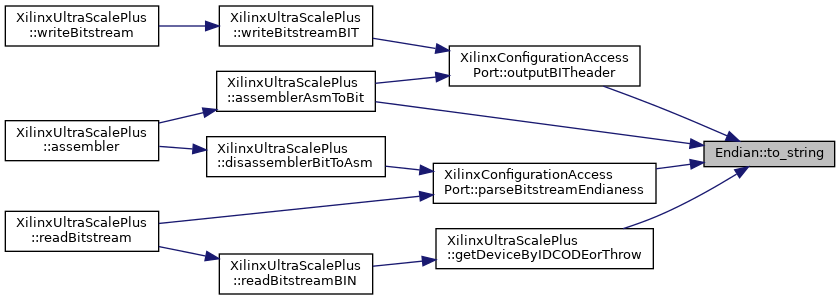 XilinxUltraScalePlus
::writeBitstream
XilinxUltraScalePlus
::writeBitstreamBIT
XilinxConfigurationAccess
Port::outputBITheader
XilinxUltraScalePlus
::assemblerAsmToBit
XilinxUltraScalePlus
::assembler
Endian::to_string
XilinxUltraScalePlus
::disassemblerBitToAsm
XilinxConfigurationAccess
Port::parseBitstreamEndianess
XilinxUltraScalePlus
::readBitstream
XilinxUltraScalePlus
::getDeviceByIDCODEorThrow
XilinxUltraScalePlus
::readBitstreamBIN